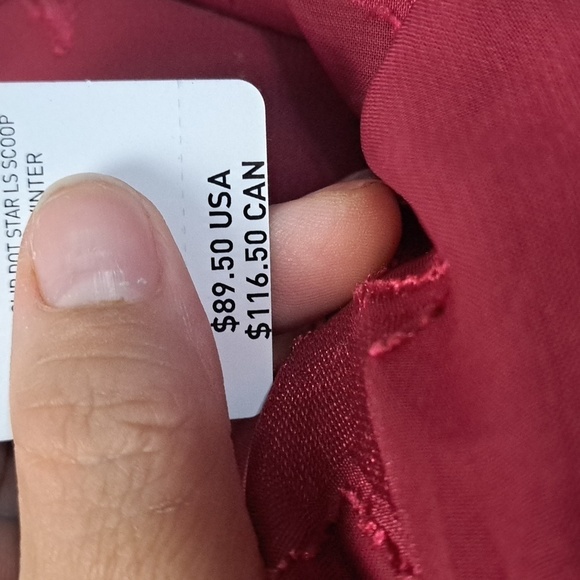 DOT STAR LS SCOOP
$89.50 USA
$116.50 CAN